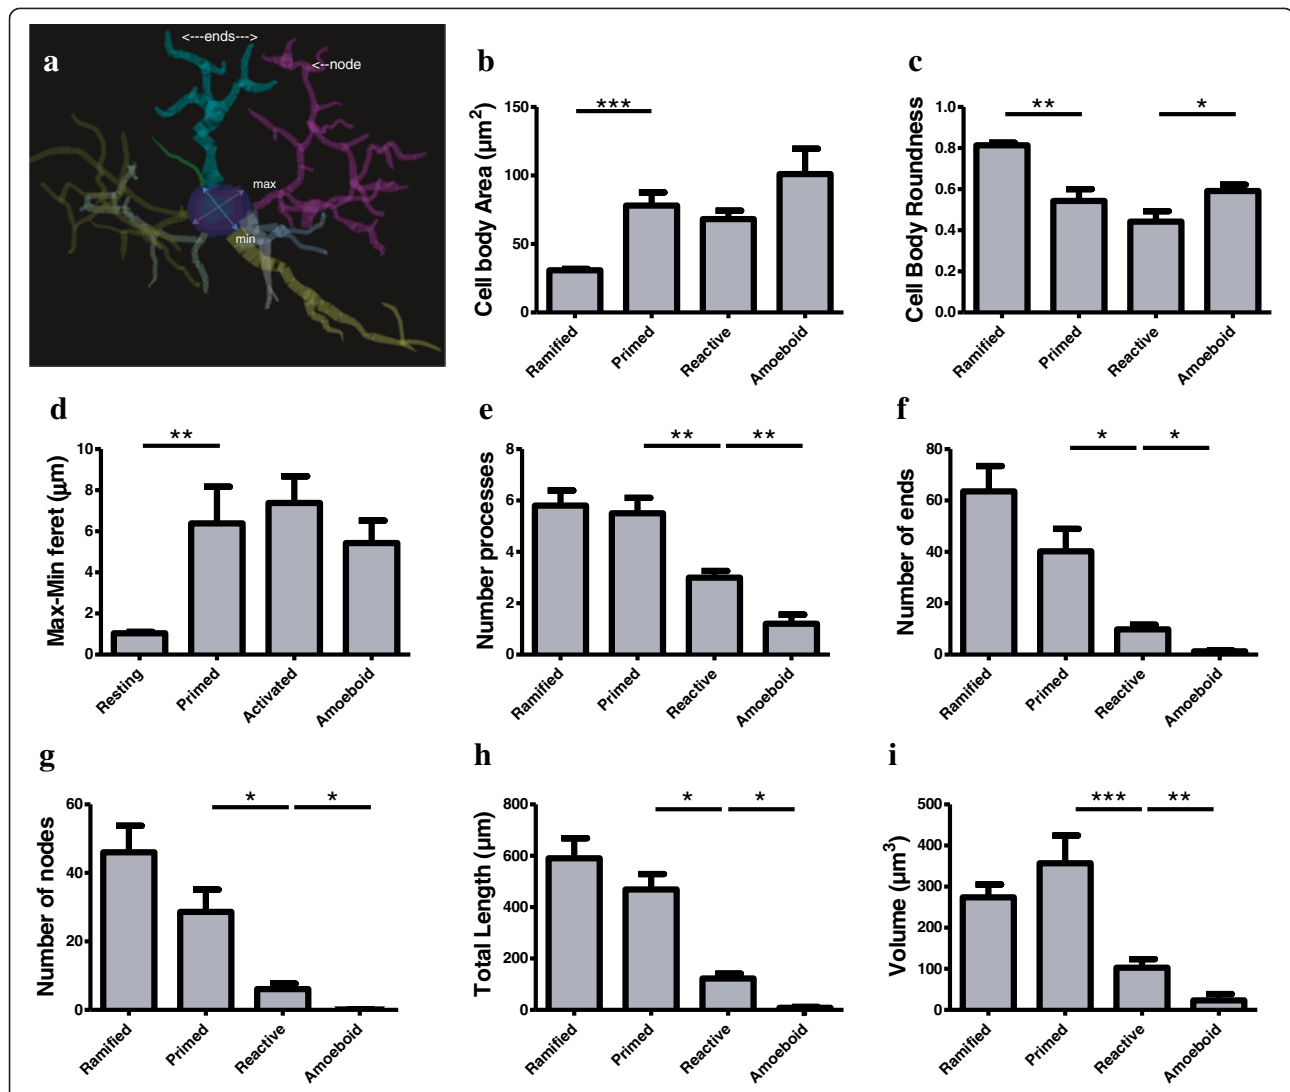 a
<---ends--->
<--node
max
min
b
Cell body Area (µm²)
150
100
50
0
***
Ramified
Primed
Reactive
Amoeboid
c
Cell Body Roundness
1.0
0.8
0.6
0.4
0.2
0.0
**
*
Ramified
Primed
Reactive
Amoeboid
d
Max-Min feret (µm)
10
8
6
4
2
0
**
Resting
Primed
Activated
Amoeboid
e
Number processes
8
6
4
2
0
**
**
Ramified
Primed
Reactive
Amoeboid
f
Number of ends
80
60
40
20
0
*
*
Ramified
Primed
Reactive
Amoeboid
g
Number of nodes
60
40
20
0
*
*
Ramified
Primed
Reactive
Amoeboid
h
Total Length (µm)
800
600
400
200
0
*
*
Ramified
Primed
Reactive
Amoeboid
i
Volume (µm³)
500
400
300
200
100
0
***
**
Ramified
Primed
Reactive
Amoeboid